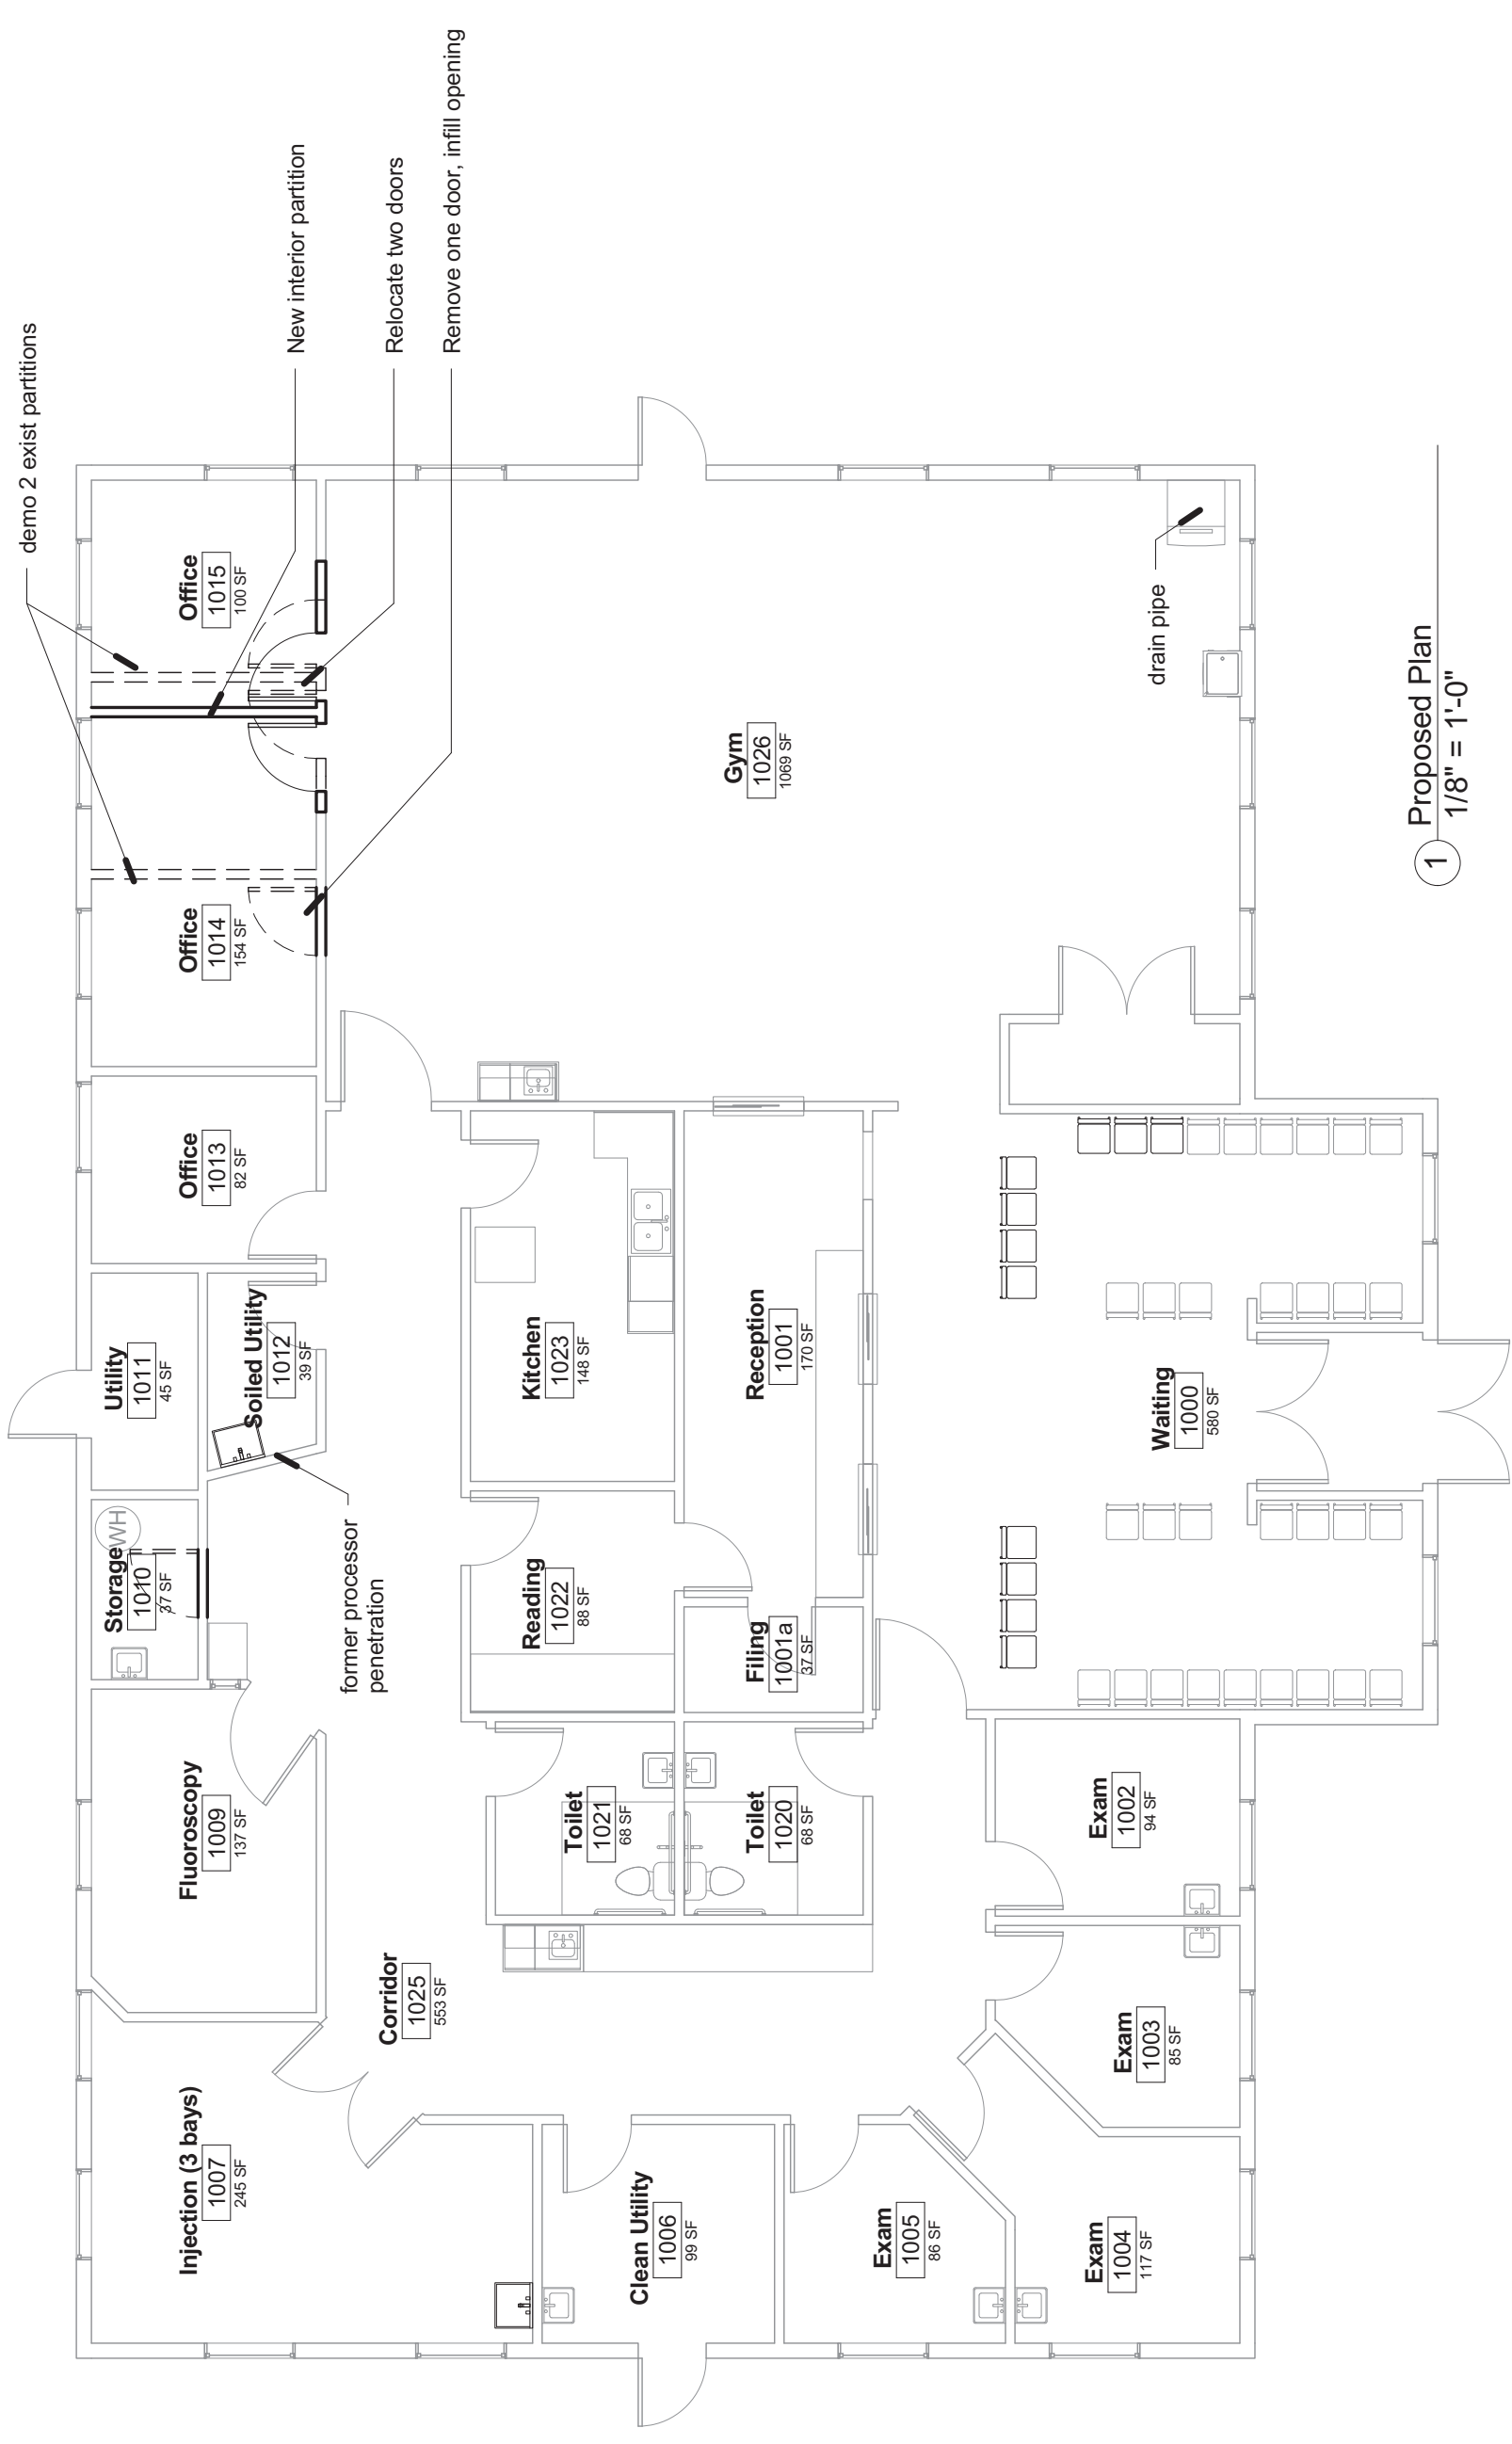 demo 2 exist partitions
New interior partition
Relocate two doors
Remove one door, infill opening
Injection (3 bays)
1007
245 SF
Fluoroscopy
1009
137 SF
Storage
1010
37 SF
WH
Utility
1011
45 SF
Soiled Utility
1012
39 SF
Office
1013
82 SF
Office
1014
154 SF
Office
1015
100 SF
former processor
penetration
Corridor
1025
553 SF
Reading
1022
88 SF
Kitchen
1023
148 SF
Toilet
1021
68 SF
Clean Utility
1006
99 SF
Toilet
1020
68 SF
Filing
1001a
37 SF
Reception
1001
170 SF
Gym
1026
1069 SF
Exam
1005
86 SF
Exam
1004
117 SF
Exam
1003
85 SF
Exam
1002
94 SF
Waiting
1000
580 SF
drain pipe
1
Proposed Plan
1/8" = 1'-0"